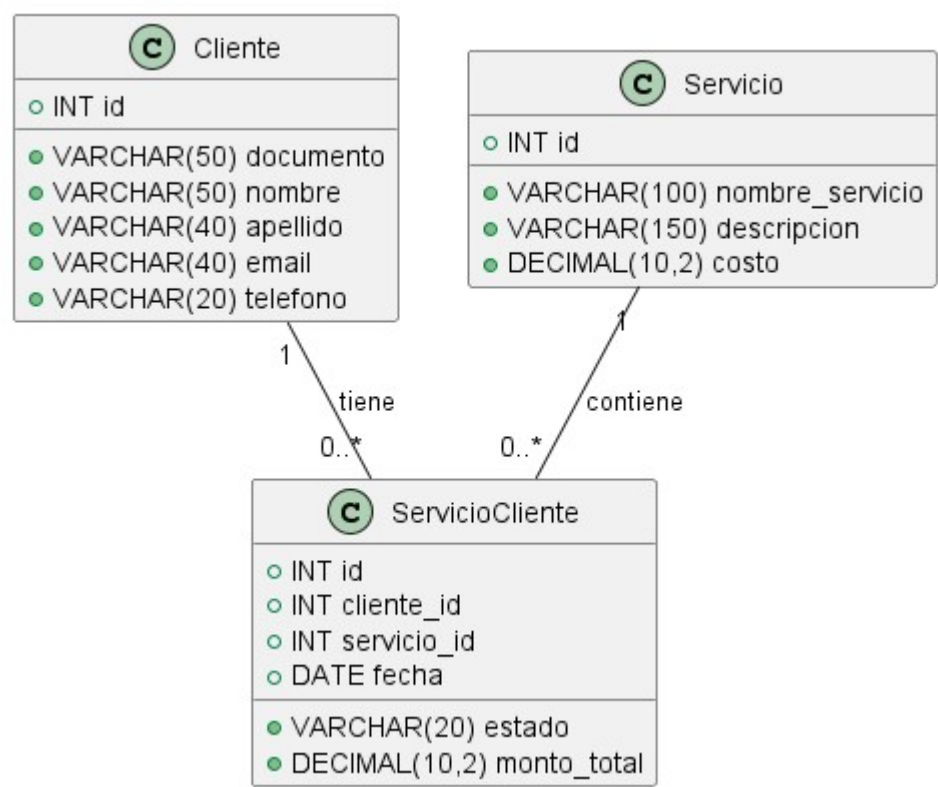 C Cliente
INT id
VARCHAR(50) documento
VARCHAR(50) nombre
VARCHAR(40) apellido
VARCHAR(40) email
VARCHAR(20) telefono
C Servicio
INT id
VARCHAR(100) nombre_servicio
VARCHAR(150) descripcion
DECIMAL(10,2) costo
1
tiene
0..*
1
contiene
0..*
C ServicioCliente
INT id
INT cliente_id
INT servicio_id
DATE fecha
VARCHAR(20) estado
DECIMAL(10,2) monto_total